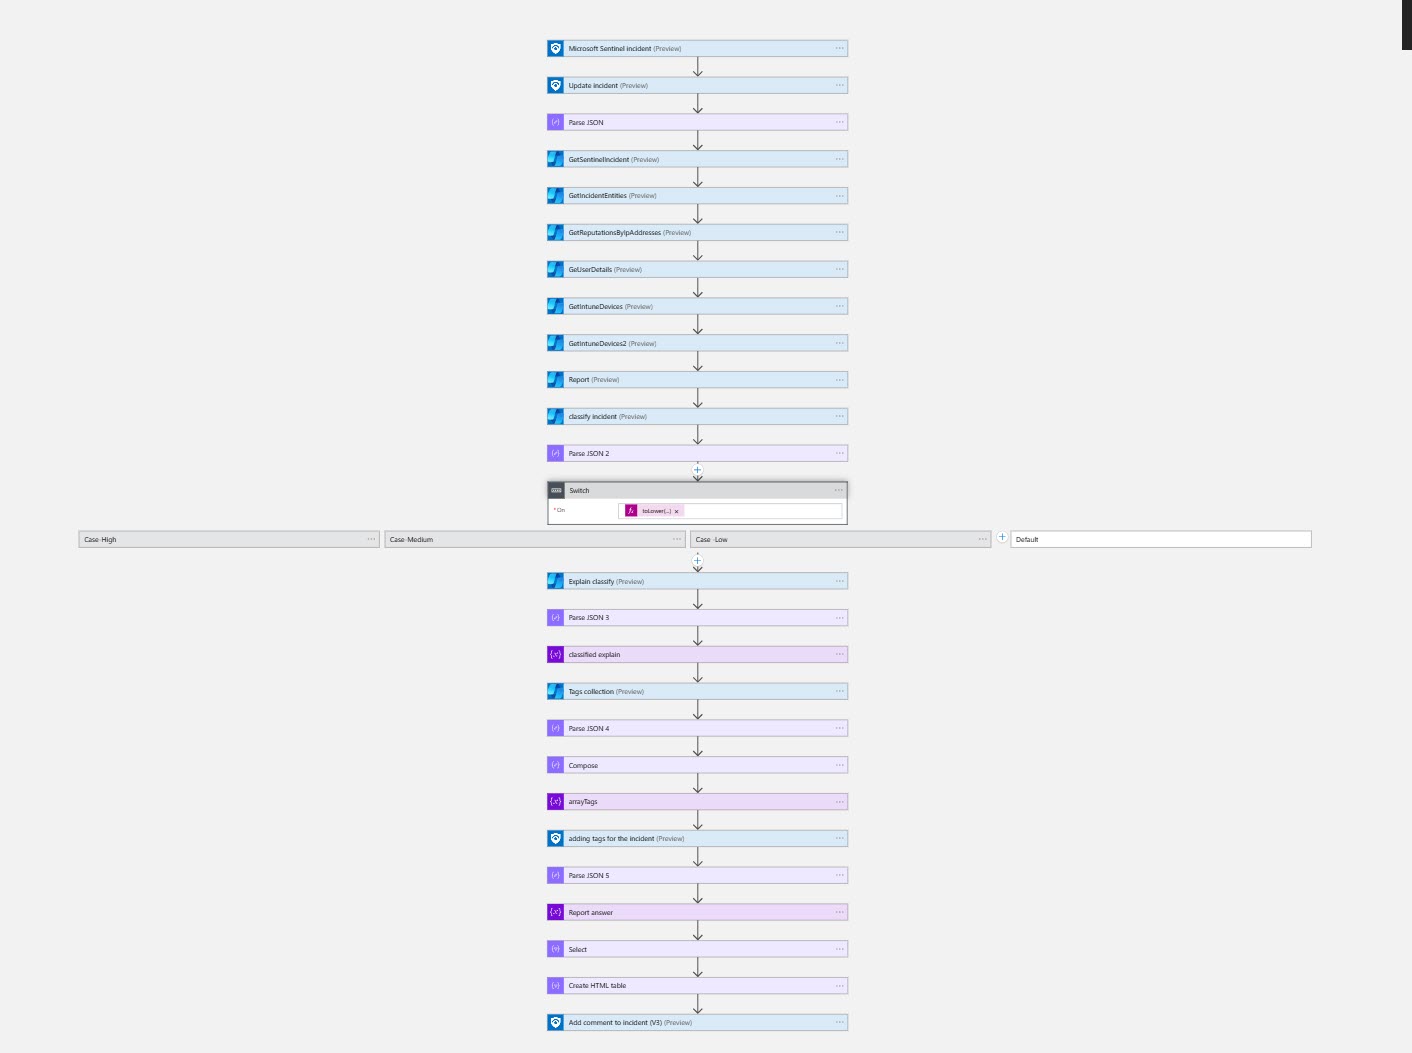 Microsoft Sentinel incident (Preview)
Update incident (Preview)
Parse JSON
GetSentinelIncident (Preview)
GetIncidentEntities (Preview)
GetReputationsByIpAddresses (Preview)
GeUserDetails (Preview)
GetIntuneDevices (Preview)
GetIntuneDevices2 (Preview)
Report (Preview)
classify incident (Preview)
Parse JSON 2
Switch
* On toLower(...) ×
Case-High Case-Medium Case -Low Default
Explain classify (Preview)
Parse JSON 3
classified explain
Tags collection (Preview)
Parse JSON 4
Compose
arrayTags
adding tags for the incident (Preview)
Parse JSON 5
Report answer
Select
Create HTML table
Add comment to incident (V3) (Preview)